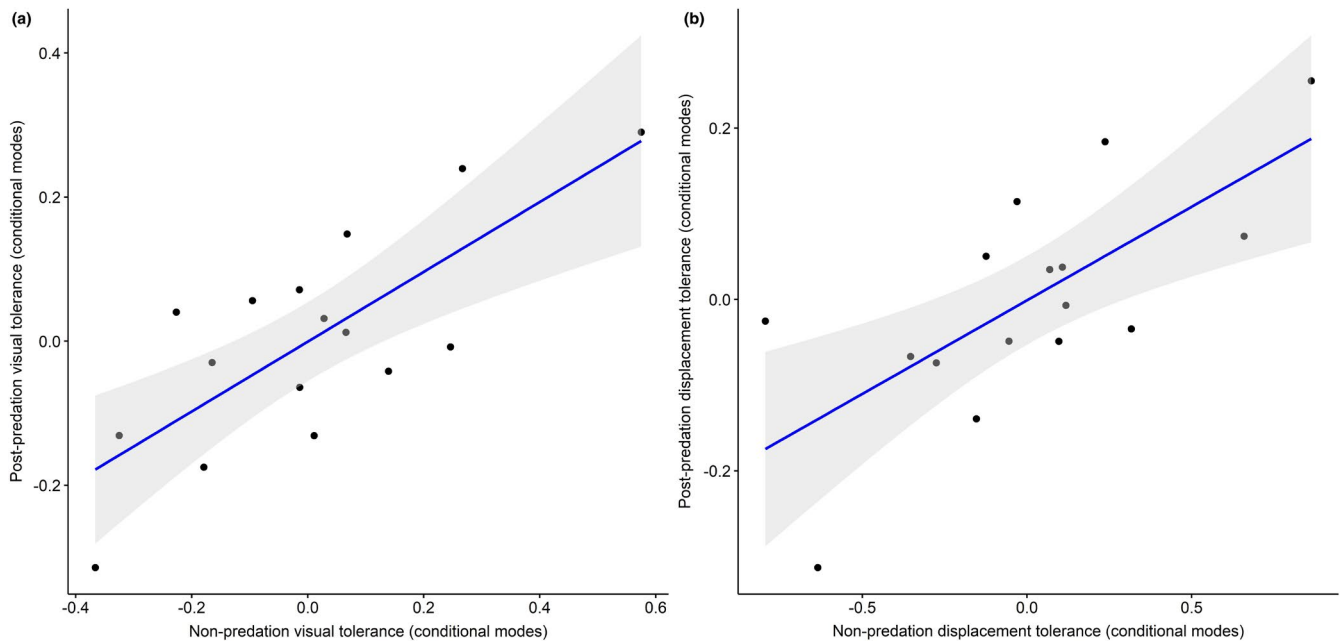 (a)
Post-predation visual tolerance (conditional modes)
0.4
0.2
0.0
-0.2
-0.4
-0.2
0.0
0.2
0.4
0.6
Non-predation visual tolerance (conditional modes)
(b)
Post-predation displacement tolerance (conditional modes)
0.2
0.0
-0.2
-0.5
0.0
0.5
Non-predation displacement tolerance (conditional modes)